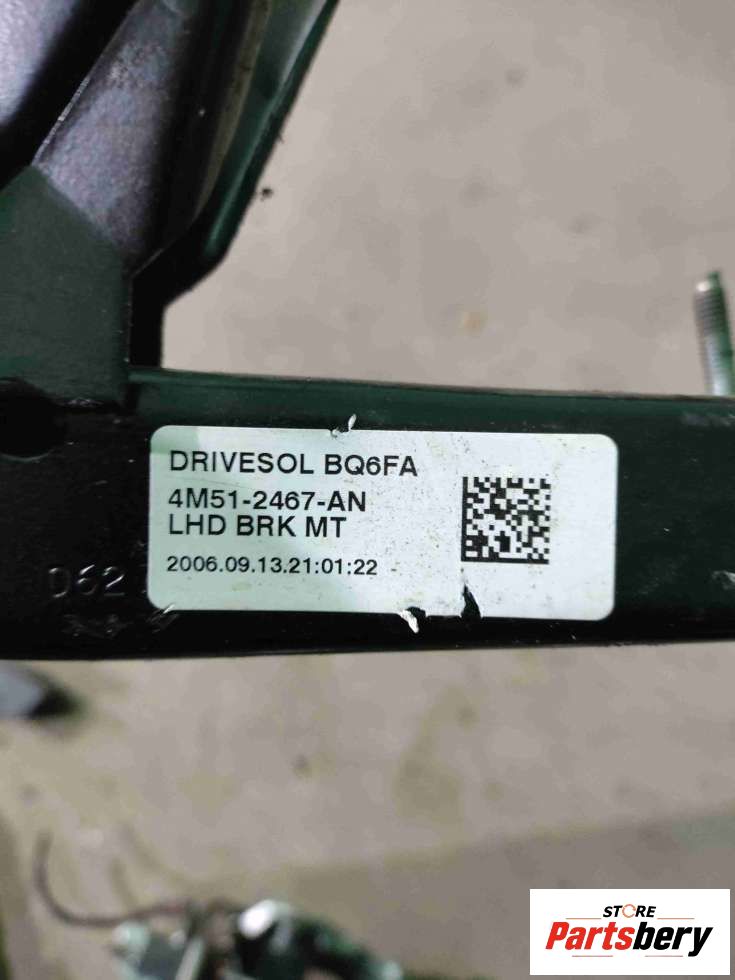 DRIVESOL BQ6FA
4M51-2467-AN
LHD BRK MT
2006.09.13.21:01:22
D62
STORE
Partsbery